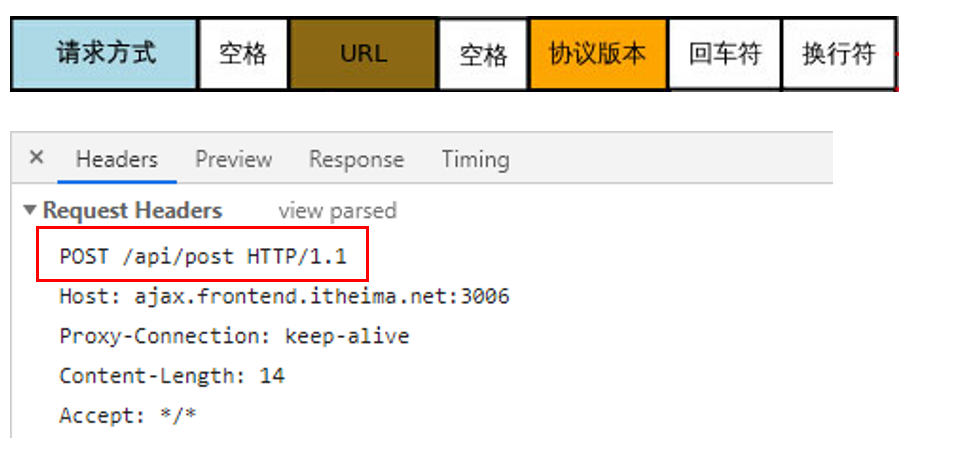 请求方式 空格 URL 空格 协议版本 回车符 换行符
× Headers Preview Response Timing
▼ Request Headers view parsed
POST /api/post HTTP/1.1
Host: ajax.frontend.itheima.net:3006
Proxy-Connection: keep-alive
Content-Length: 14
Accept: */*